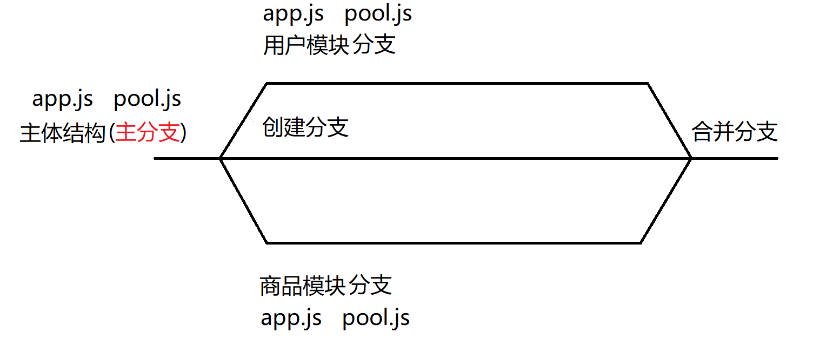 app.js pool.js
用户模块分支
app.js pool.js
主体结构(主分支)
创建分支
合并分支
商品模块分支
app.js pool.js